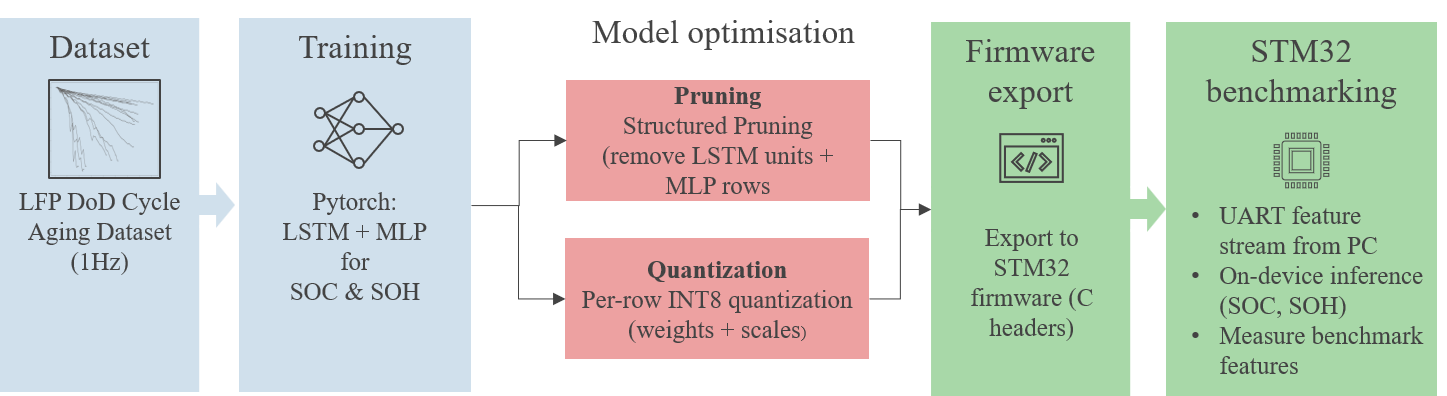 Dataset
LFP DoD Cycle
Aging Dataset
(1Hz)
Training
Pytorch:
LSTM + MLP
for
SOC & SOH
Model optimisation
Pruning
Structured Pruning
(remove LSTM units +
MLP rows
Quantization
Per-row INT8 quantization
(weights + scales)
Firmware
export
</>
Export to
STM32
firmware (C
headers)
STM32
benchmarking
• UART feature
stream from PC
• On-device inference
(SOC, SOH)
• Measure benchmark
features